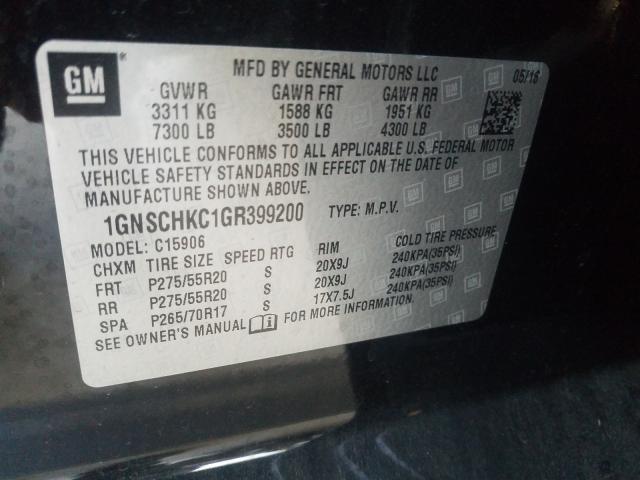 GM
MFD BY GENERAL MOTORS LLC 05/16
GVWR GAWR FRT GAWR RR
3311 KG 1588 KG 1951 KG
7300 LB 3500 LB 4300 LB
THIS VEHICLE CONFORMS TO ALL APPLICABLE U.S. FEDERAL MOTOR
VEHICLE SAFETY STANDARDS IN EFFECT ON THE DATE OF
MANUFACTURE SHOWN ABOVE.
1GNSCHKC1GR399200 TYPE: M.P.V.
MODEL: C15906
CHXM TIRE SIZE SPEED RTG RIM COLD TIRE PRESSURE
FRT P275/55R20 S 20X9J 240KPA(35PSI)
RR P275/55R20 S 20X9J 240KPA(35PSI)
SPA P265/70R17 S 17X7.5J 240KPA(35PSI)
SEE OWNER'S MANUAL FOR MORE INFORMATION.